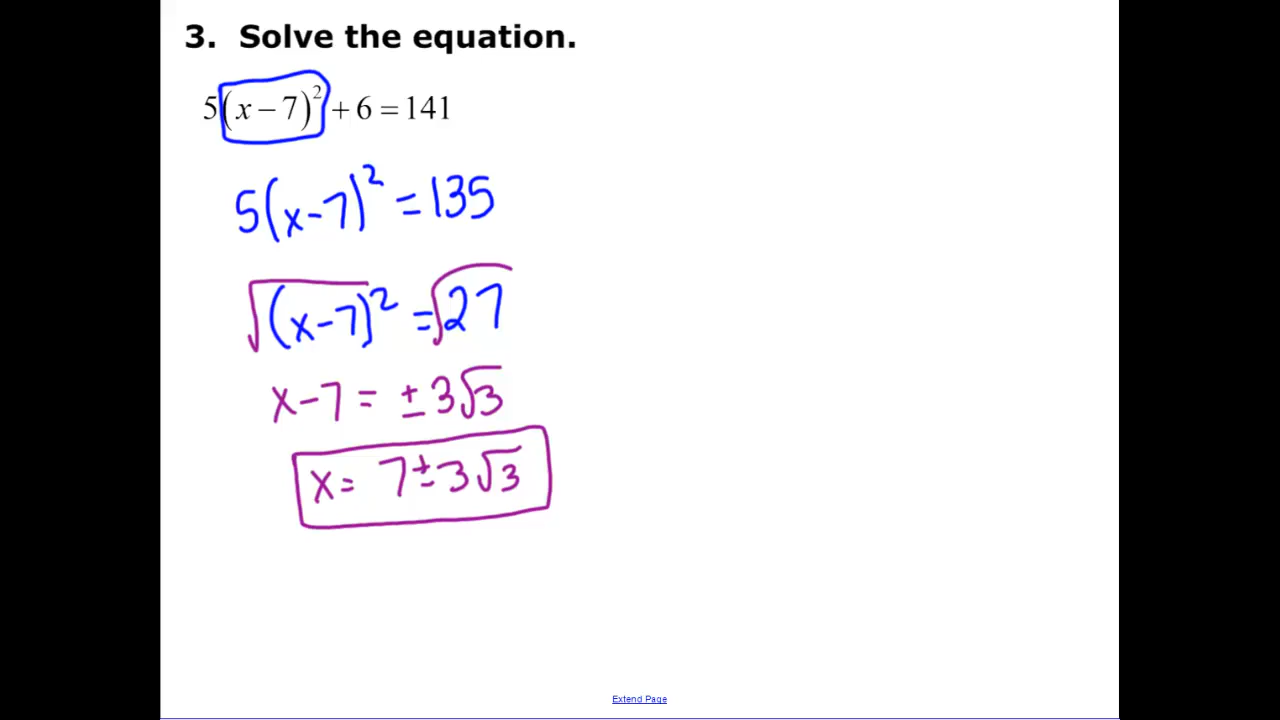 3. Solve the equation.
5(x − 7)² + 6 = 141
5(x-7)² = 135
√(x-7)² = √27
x-7 = ±3√3
x = 7±3√3
Extend Page